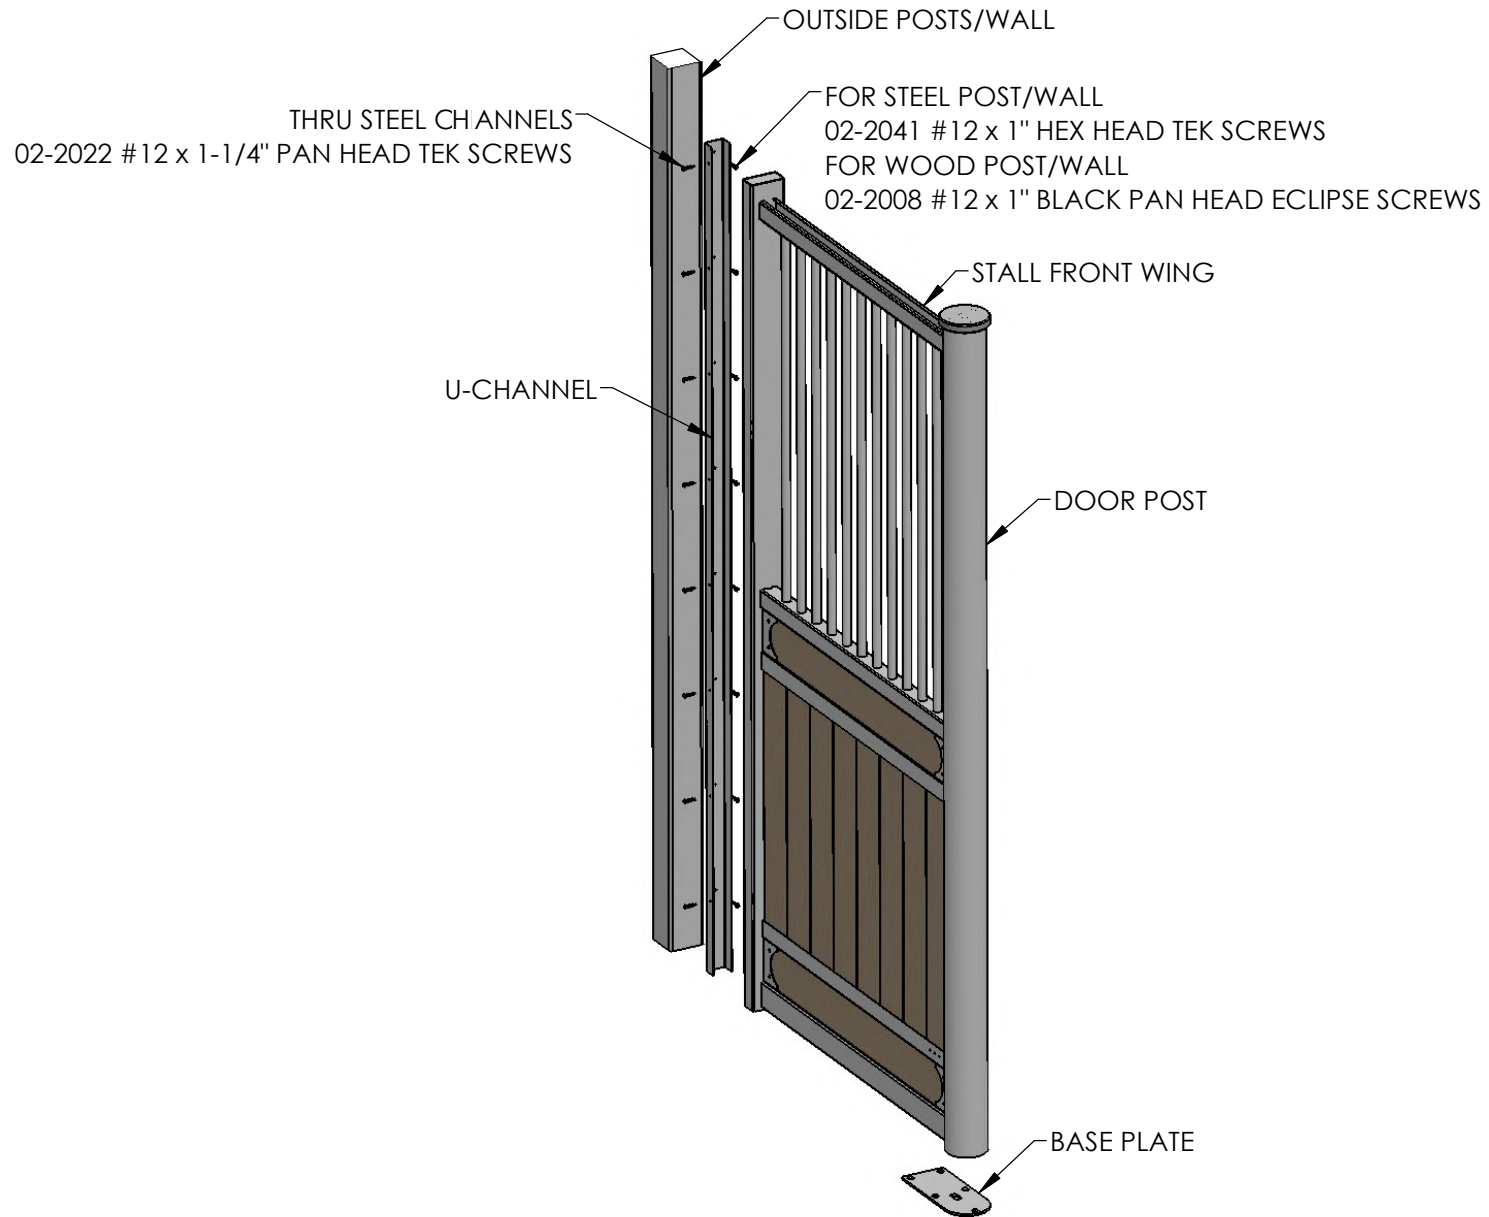 OUTSIDE POSTS/WALL
THRU STEEL CHANNELS
02-2022 #12 x 1-1/4" PAN HEAD TEK SCREWS
FOR STEEL POST/WALL
02-2041 #12 x 1" HEX HEAD TEK SCREWS
FOR WOOD POST/WALL
02-2008 #12 x 1" BLACK PAN HEAD ECLIPSE SCREWS
STALL FRONT WING
U-CHANNEL
DOOR POST
BASE PLATE